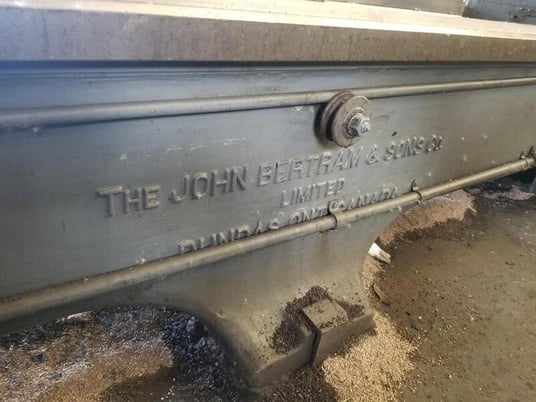 THE JOHN BERTRAM & SONS CO.
LIMITED
DUNDAS ONT. CANADA